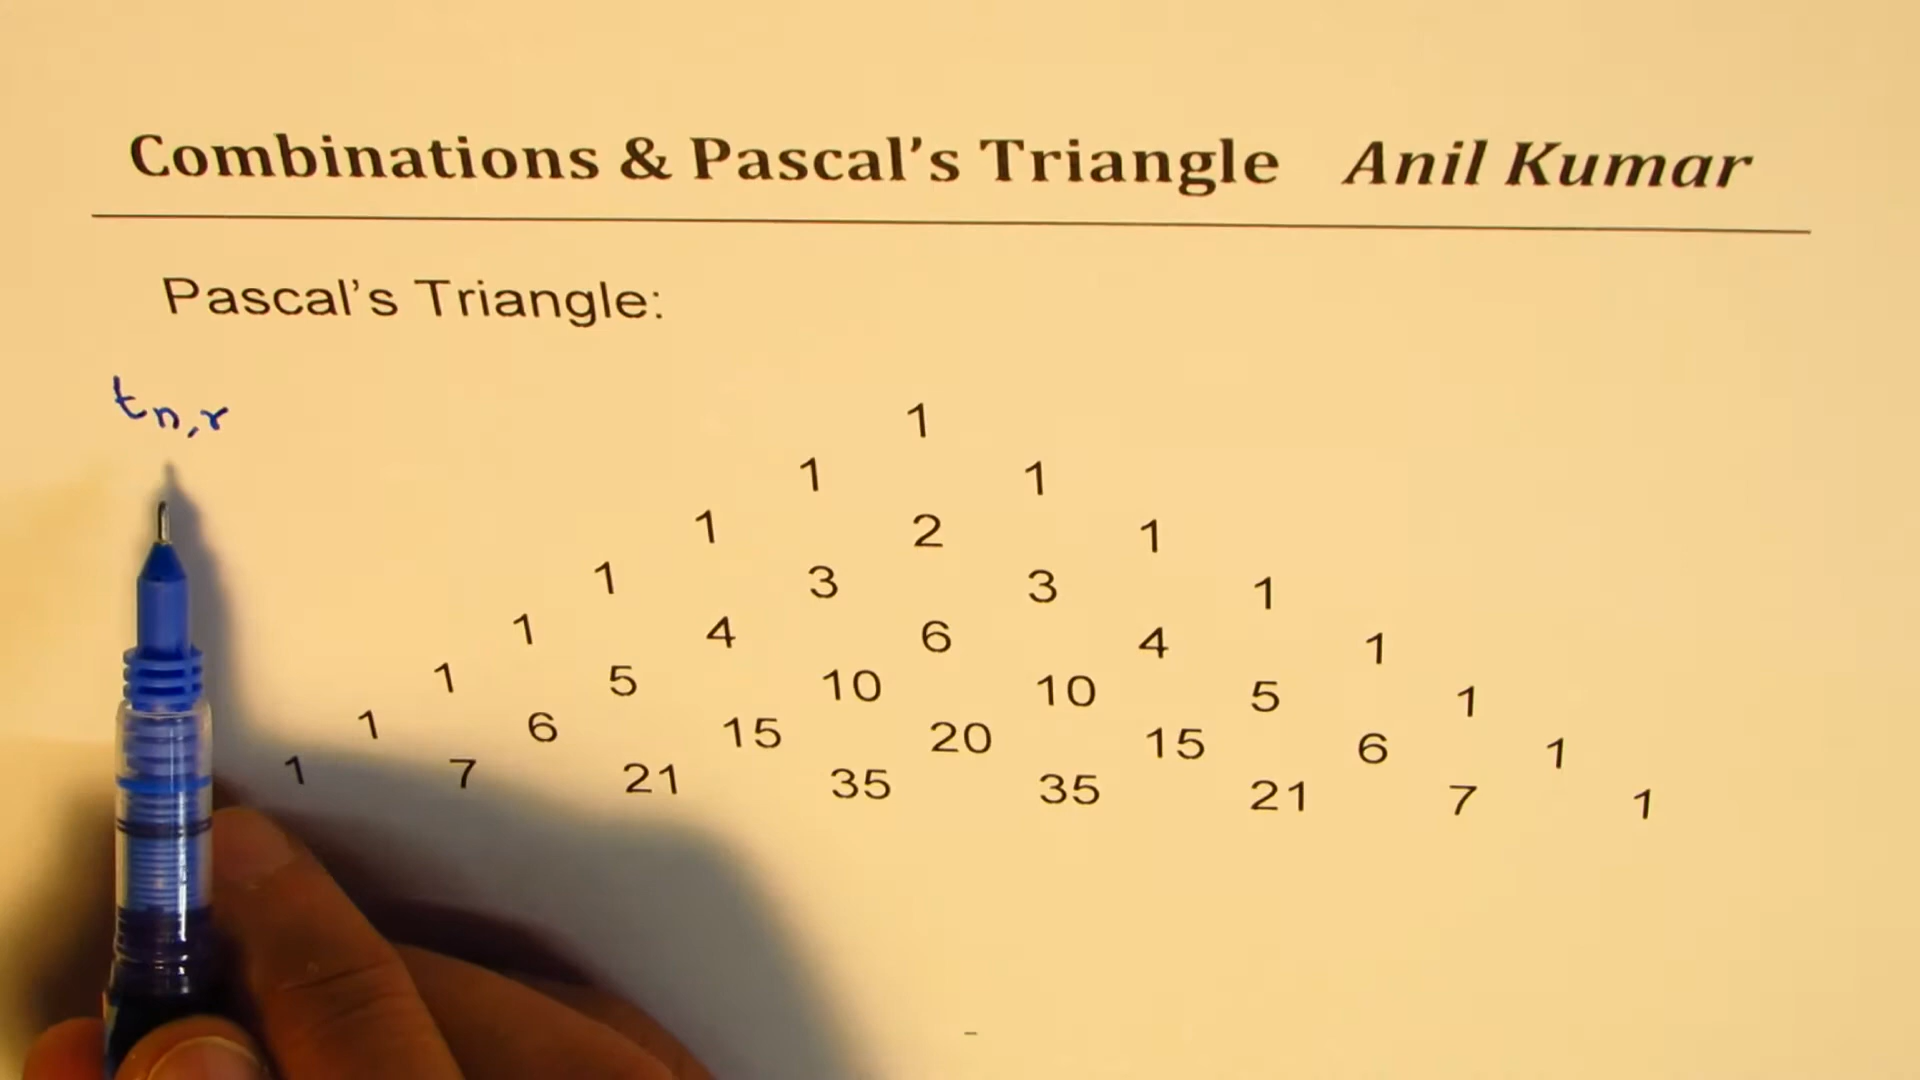 Combinations & Pascal's Triangle Anil Kumar
Pascal's Triangle:
tn,r
1
1 1
1 2 1
1 3 3 1
1 4 6 4 1
1 5 10 10 5 1
1 6 15 20 15 6 1
1 7 21 35 35 21 7 1